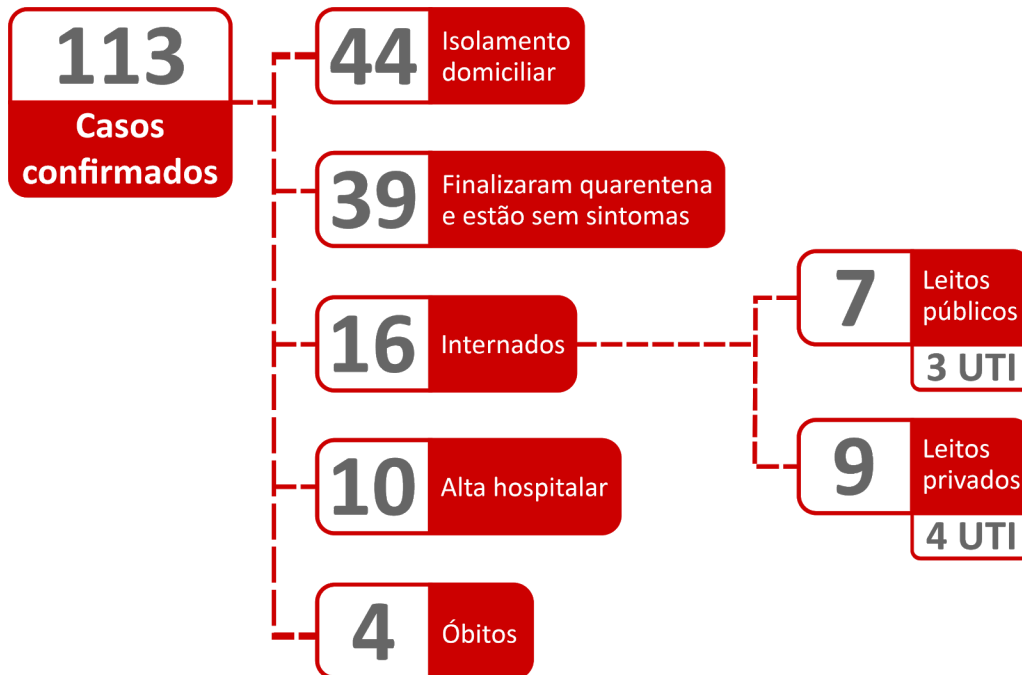 113
Casos
confirmados
44
Isolamento
domiciliar
39
Finalizaram quarentena
e estão sem sintomas
16
Internados
7
Leitos
públicos
3 UTI
9
Leitos
privados
4 UTI
10
Alta hospitalar
4
Óbitos